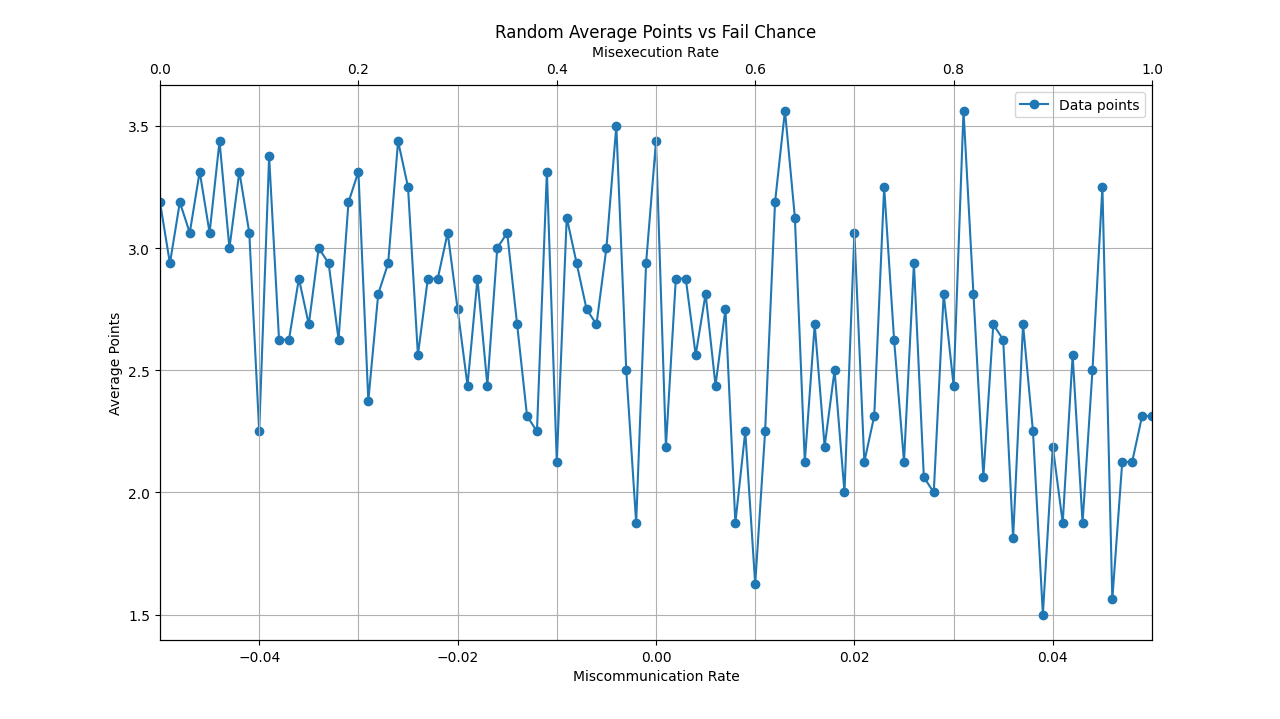 Random Average Points vs Fail Chance
Misexecution Rate
0.0 0.2 0.4 0.6 0.8 1.0
Data points
3.5
3.0
2.5
2.0
1.5
Average Points
−0.04 −0.02 0.00 0.02 0.04
Miscommunication Rate